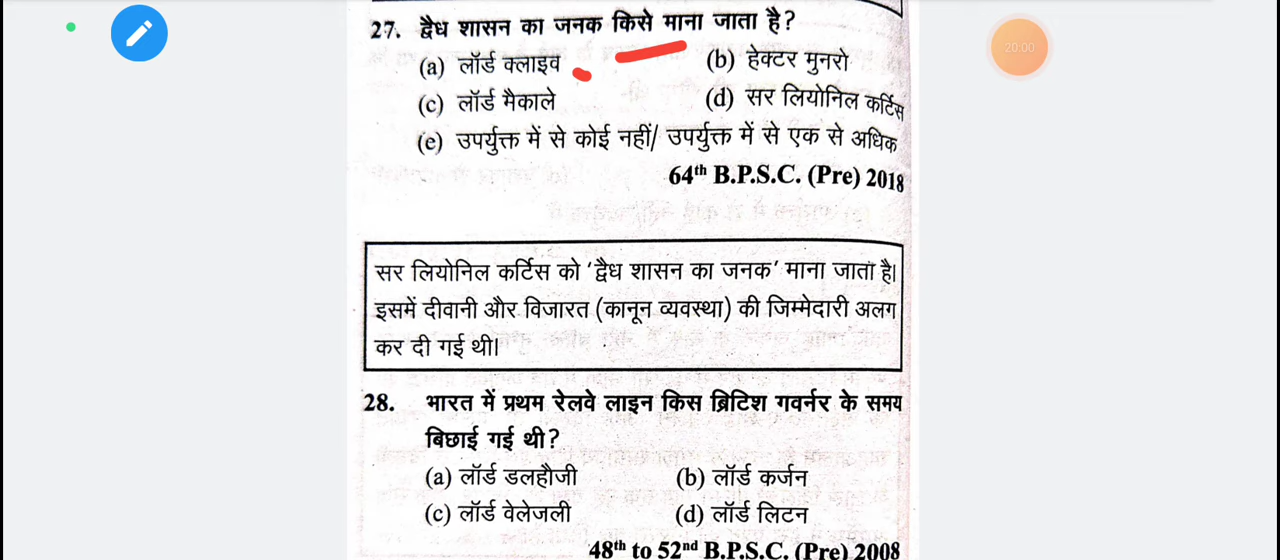 27. द्वैध शासन का जनक किसे माना जाता है?
(a) लॉर्ड क्लाइव (b) हेक्टर मुनरो
(c) लॉर्ड मैकाले (d) सर लियोनिल कर्टिस
(e) उपर्युक्त में से कोई नहीं/ उपर्युक्त में से एक से अधिक
64th B.P.S.C. (Pre) 2018
20:00
सर लियोनिल कर्टिस को ‘द्वैध शासन का जनक’ माना जाता है।
इसमें दीवानी और विजारत (कानून व्यवस्था) की जिम्मेदारी अलग
कर दी गई थी।
28. भारत में प्रथम रेलवे लाइन किस ब्रिटिश गवर्नर के समय
बिछाई गई थी?
(a) लॉर्ड डलहौजी (b) लॉर्ड कर्जन
(c) लॉर्ड वेलेजली (d) लॉर्ड लिटन
48th to 52nd B.P.S.C. (Pre) 2008